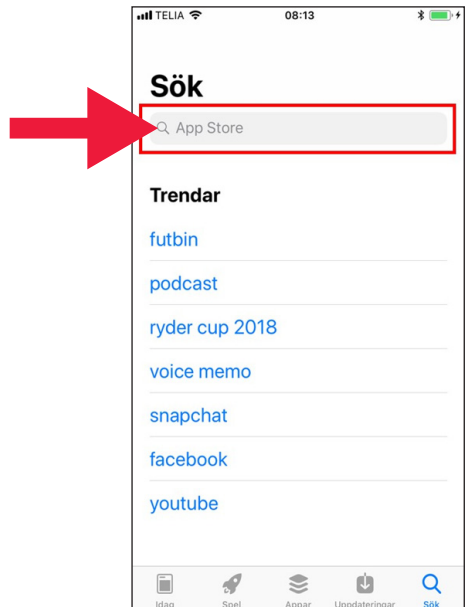 TELIA 08:13
Sök
App Store
Trendar
futbin
podcast
ryder cup 2018
voice memo
snapchat
facebook
youtube
Idag Spel Appar Uppdateringar Sök